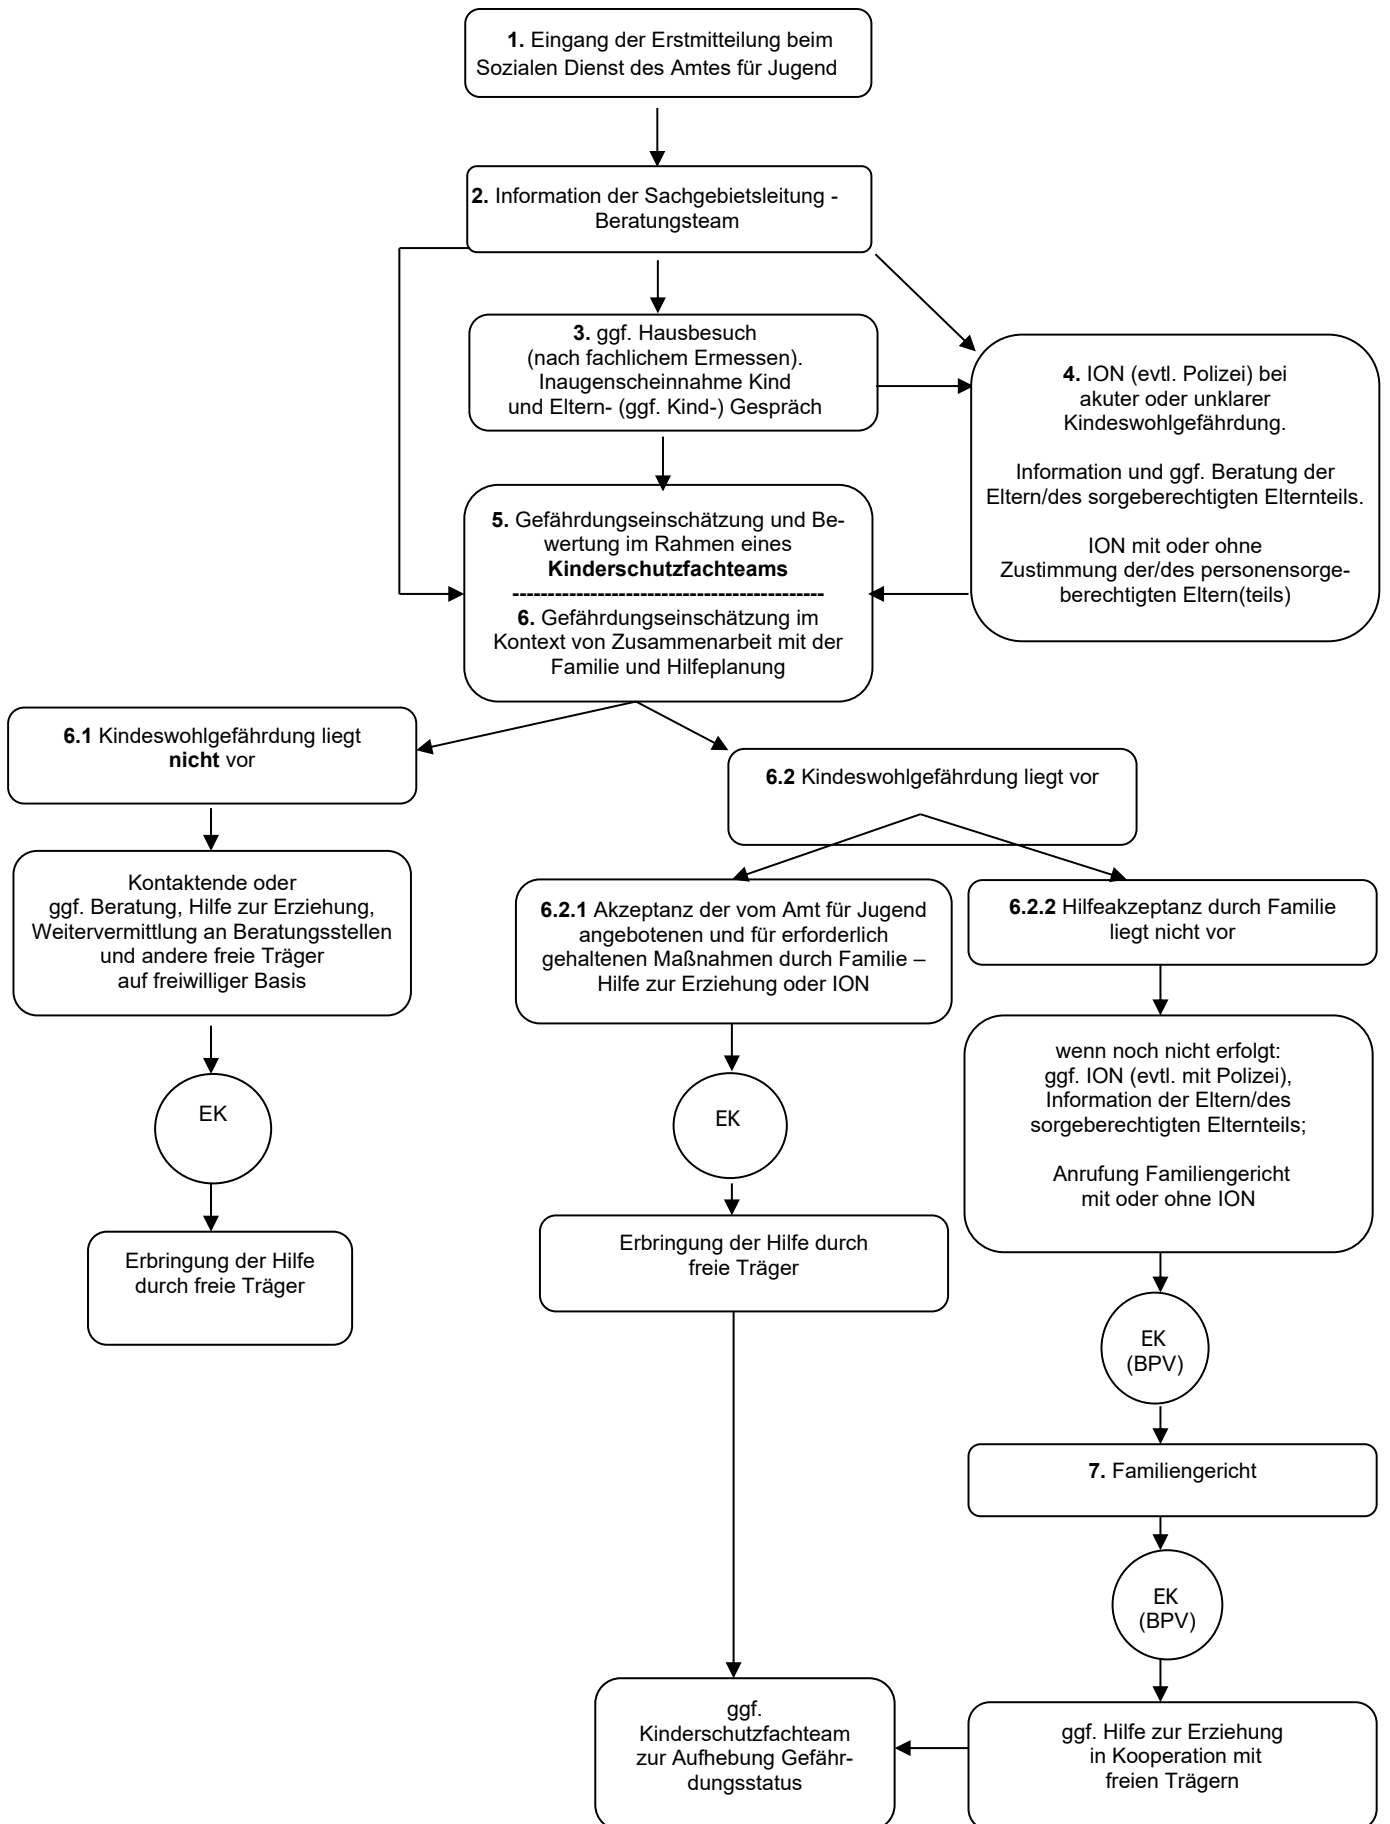 1. Eingang der Erstmitteilung beim
Sozialen Dienst des Amtes für Jugend
2. Information der Sachgebietsleitung -
Beratungsteam
3. ggf. Hausbesuch
(nach fachlichem Ermessen).
Inaugenscheinnahme Kind
und Eltern- (ggf. Kind-) Gespräch
4. ION (evtl. Polizei) bei
akuter oder unklarer
Kindeswohlgefährdung.
Information und ggf. Beratung der
Eltern/des sorgeberechtigten Elternteils.
ION mit oder ohne
Zustimmung der/des personensorge-
berechtigten Eltern(teils)
5. Gefährdungseinschätzung und Be-
wertung im Rahmen eines
Kinderschutzfachteams
--------------------------------------------
6. Gefährdungseinschätzung im
Kontext von Zusammenarbeit mit der
Familie und Hilfeplanung
6.1 Kindeswohlgefährdung liegt
nicht vor
6.2 Kindeswohlgefährdung liegt vor
Kontaktende oder
ggf. Beratung, Hilfe zur Erziehung,
Weitervermittlung an Beratungsstellen
und andere freie Träger
auf freiwilliger Basis
6.2.1 Akzeptanz der vom Amt für Jugend
angebotenen und für erforderlich
gehaltenen Maßnahmen durch Familie –
Hilfe zur Erziehung oder ION
6.2.2 Hilfeakzeptanz durch Familie
liegt nicht vor
wenn noch nicht erfolgt:
ggf. ION (evtl. mit Polizei),
Information der Eltern/des
sorgeberechtigten Elternteils;
Anrufung Familiengericht
mit oder ohne ION
EK
EK
Erbringung der Hilfe
durch freie Träger
Erbringung der Hilfe durch
freie Träger
EK
(BPV)
7. Familiengericht
EK
(BPV)
ggf.
Kinderschutzfachteam
zur Aufhebung Gefähr-
dungsstatus
ggf. Hilfe zur Erziehung
in Kooperation mit
freien Trägern